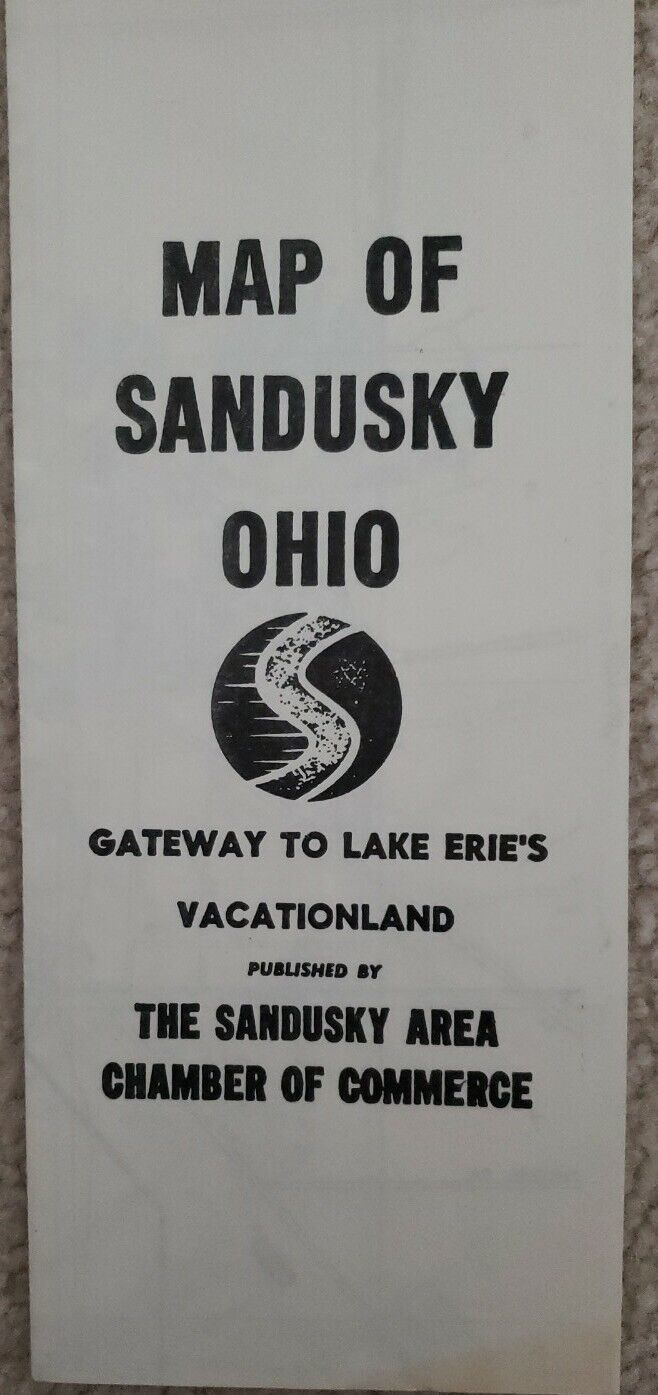 MAP OF
SANDUSKY
OHIO
GATEWAY TO LAKE ERIE'S
VACATIONLAND
PUBLISHED BY
THE SANDUSKY AREA
CHAMBER OF COMMERCE